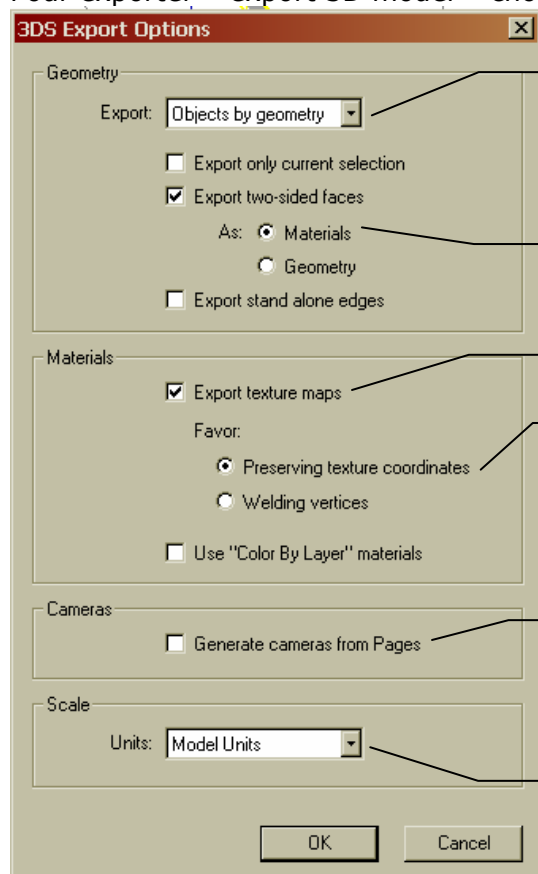 3DS Export Options
Geometry
Export: Objects by geometry
Export only current selection
Export two-sided faces
As: Materials
Geometry
Export stand alone edges
Materials
Export texture maps
Favor:
Preserving texture coordinates
Welding vertices
Use "Color By Layer" materials
Cameras
Generate cameras from Pages
Scale
Units: Model Units
OK Cancel